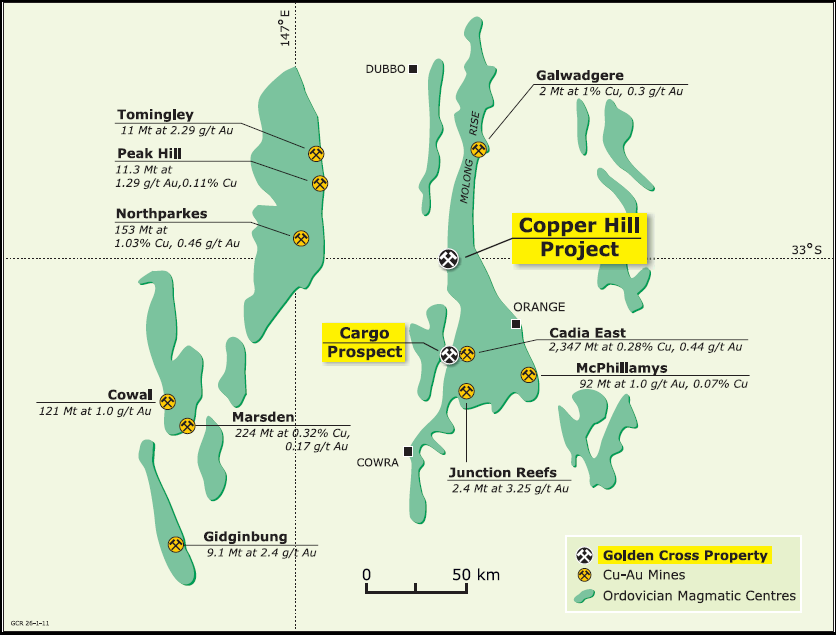 147°E
DUBBO
Galwadgere
2 Mt at 1% Cu, 0.3 g/t Au
Tomingley
11 Mt at 2.29 g/t Au
Peak Hill
11.3 Mt at
1.29 g/t Au,0.11% Cu
Northparkes
153 Mt at
1.03% Cu, 0.46 g/t Au
MOLONG RISE
Copper Hill
Project
33°S
ORANGE
Cargo
Prospect
Cadia East
2,347 Mt at 0.28% Cu, 0.44 g/t Au
McPhillamys
92 Mt at 1.0 g/t Au, 0.07% Cu
Cowal
121 Mt at 1.0 g/t Au
Marsden
224 Mt at 0.32% Cu,
0.17 g/t Au
COWRA
Junction Reefs
2.4 Mt at 3.25 g/t Au
Gidginbung
9.1 Mt at 2.4 g/t Au
0 50 km
Golden Cross Property
Cu-Au Mines
Ordovician Magmatic Centres
GCR 26-1-11